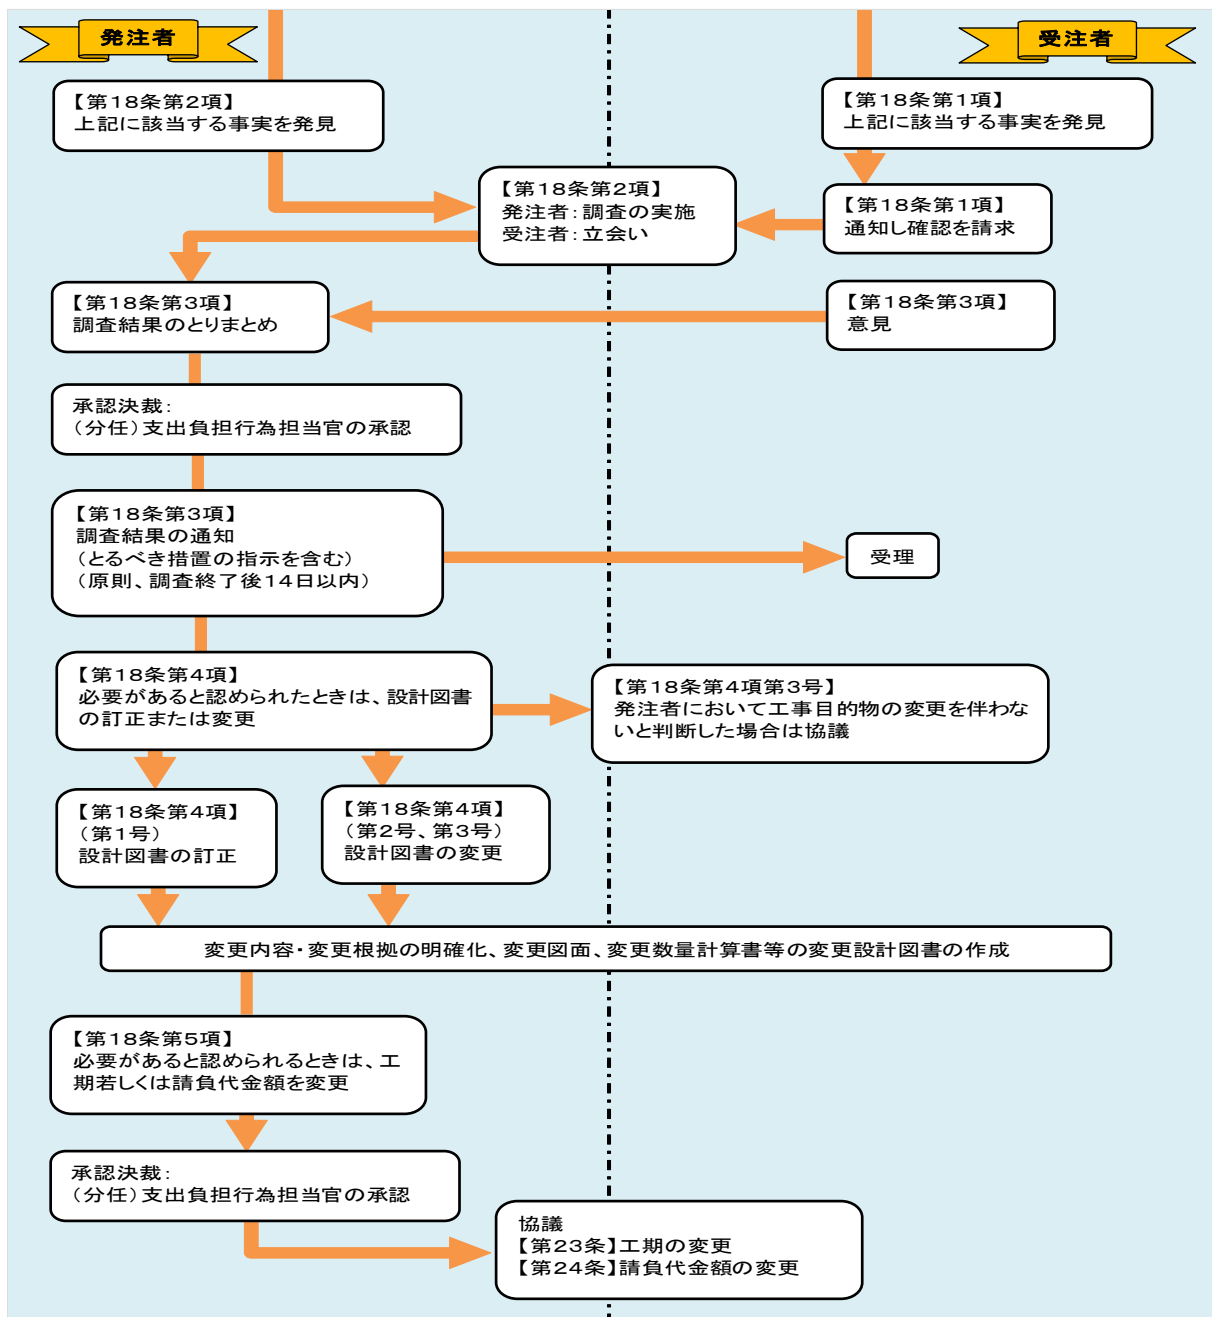 発注者
受注者
【第18条第2項】
上記に該当する事実を発見
【第18条第1項】
上記に該当する事実を発見
【第18条第2項】
発注者:調査の実施
受注者:立会い
【第18条第1項】
通知し確認を請求
【第18条第3項】
調査結果のとりまとめ
【第18条第3項】
意見
承認決裁:
(分任)支出負担行為担当官の承認
【第18条第3項】
調査結果の通知
(とるべき措置の指示を含む)
(原則、調査終了後14日以内)
受理
【第18条第4項】
必要があると認められたときは、設計図書
の訂正または変更
【第18条第4項第3号】
発注者において工事目的物の変更を伴わな
いと判断した場合は協議
【第18条第4項】
(第1号)
設計図書の訂正
【第18条第4項】
(第2号、第3号)
設計図書の変更
変更内容・変更根拠の明確化、変更図面、変更数量計算書等の変更設計図書の作成
【第18条第5項】
必要があると認められるときは、工
期若しくは請負代金額を変更
承認決裁:
(分任)支出負担行為担当官の承認
協議
【第23条】工期の変更
【第24条】請負代金額の変更